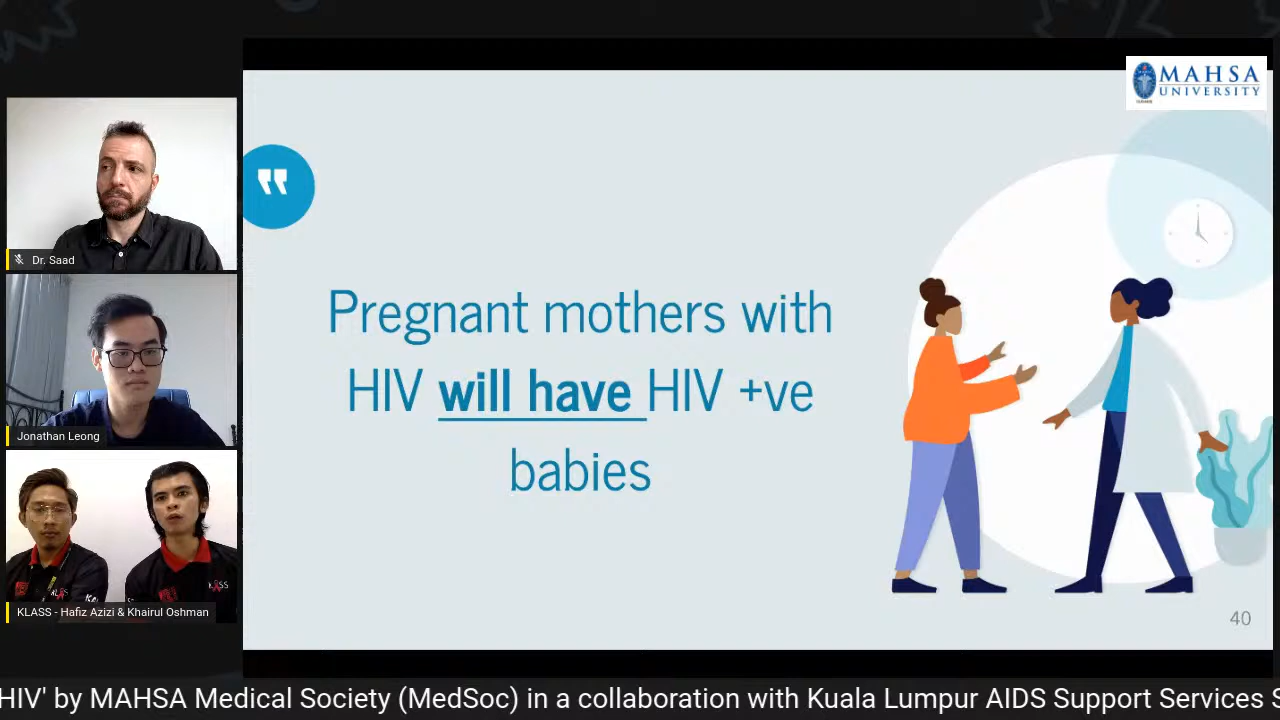 MAHSA
UNIVERSITY
Dr. Saad
Jonathan Leong
KLASS - Hafiz Azizi & Khairul Oshman
"
Pregnant mothers with
HIV will have HIV +ve
babies
40
HIV' by MAHSA Medical Society (MedSoc) in a collaboration with Kuala Lumpur AIDS Support Services S